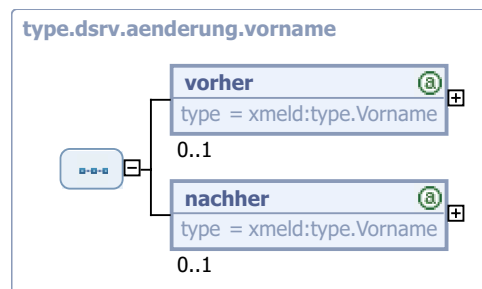 type.dsrv.aenderung.vorname
vorher
type = xmeld:type.Vorname
0..1
nachher
type = xmeld:type.Vorname
0..1